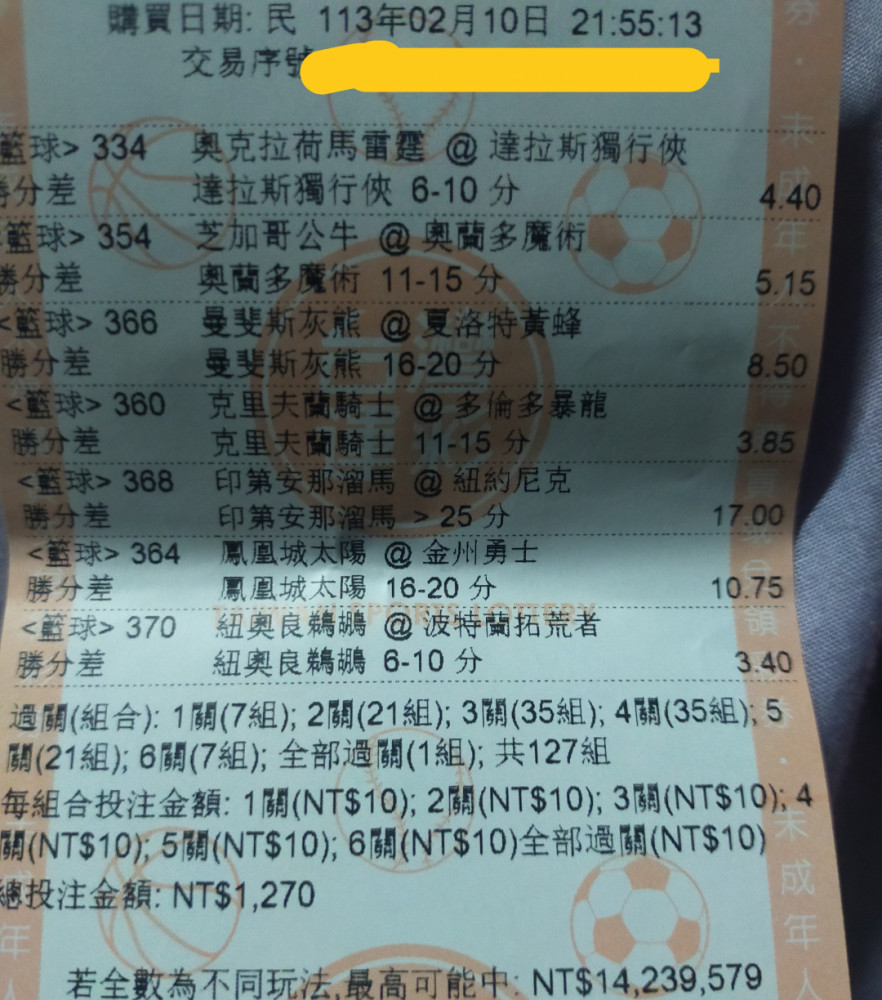 購買日期: 民 113年02月10日 21:55:13
交易序號
籃球> 334 奧克拉荷馬雷霆 @ 達拉斯獨行俠
勝分差 達拉斯獨行俠 6-10 分 4.40
籃球> 354 芝加哥公牛 @ 奧蘭多魔術
勝分差 奧蘭多魔術 11-15 分 5.15
<籃球> 366 曼斐斯灰熊 @ 夏洛特黃蜂
勝分差 曼斐斯灰熊 16-20 分 8.50
<籃球> 360 克里夫蘭騎士 @ 多倫多暴龍
勝分差 克里夫蘭騎士 11-15 分 3.85
<籃球> 368 印第安那溜馬 @ 紐約尼克
勝分差 印第安那溜馬 > 25 分 17.00
<籃球> 364 鳳凰城太陽 @ 金州勇士
勝分差 鳳凰城太陽 16-20 分 10.75
<籃球> 370 紐奧良鵜鶘 @ 波特蘭拓荒者
勝分差 紐奧良鵜鶘 6-10 分 3.40
過關(組合): 1關(7組); 2關(21組); 3關(35組); 4關(35組); 5
關(21組); 6關(7組); 全部過關(1組); 共127組
每組合投注金額: 1關(NT$10); 2關(NT$10); 3關(NT$10); 4
關(NT$10); 5關(NT$10); 6關(NT$10)全部過關(NT$10)
總投注金額: NT$1,270
若全數為不同玩法,最高可能中: NT$14,239,579